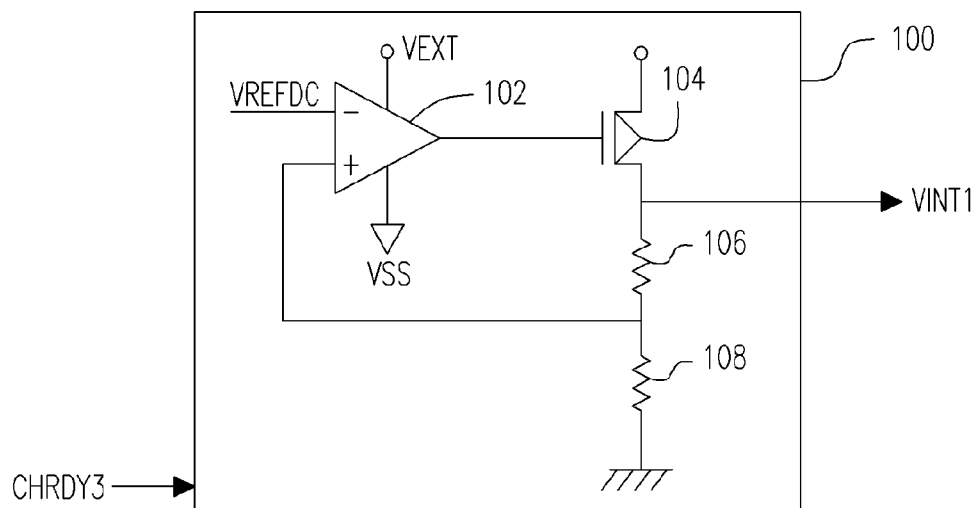 100
VEXT
102
104
VREFDC
−
+
VINT1
VSS
106
108
CHRDY3